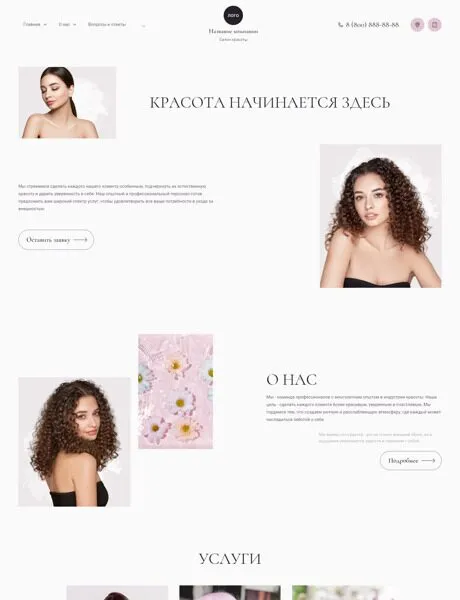 Главная
О нас
Вопросы и ответы
ЛОГО
Название компании
Салон красоты
8 (800) 888-88-88
КРАСОТА НАЧИНАЕТСЯ ЗДЕСЬ
Мы стремимся сделать каждого нашего клиента особенным, подчеркнуть их естественную
красоту и дарить уверенность в себе. Наш опытный и профессиональный персонал готов
предложить вам широкий спектр услуг, чтобы удовлетворить все ваши потребности в уходе за
внешностью.
Оставить заявку
О НАС
Мы - команда профессионалов с многолетним опытом в индустрии красоты. Наша
цель - сделать каждого клиента более красивым, уверенным и счастливым. Мы
гордимся тем, что создаем уютную и расслабляющую атмосферу, где каждый может
насладиться заботой о себе.
Подробнее
УСЛУГИ